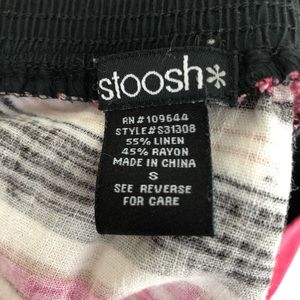 stoosh*
RN#109644
STYLE#S31308
55% LINEN
45% RAYON
MADE IN CHINA
S
SEE REVERSE
FOR CARE